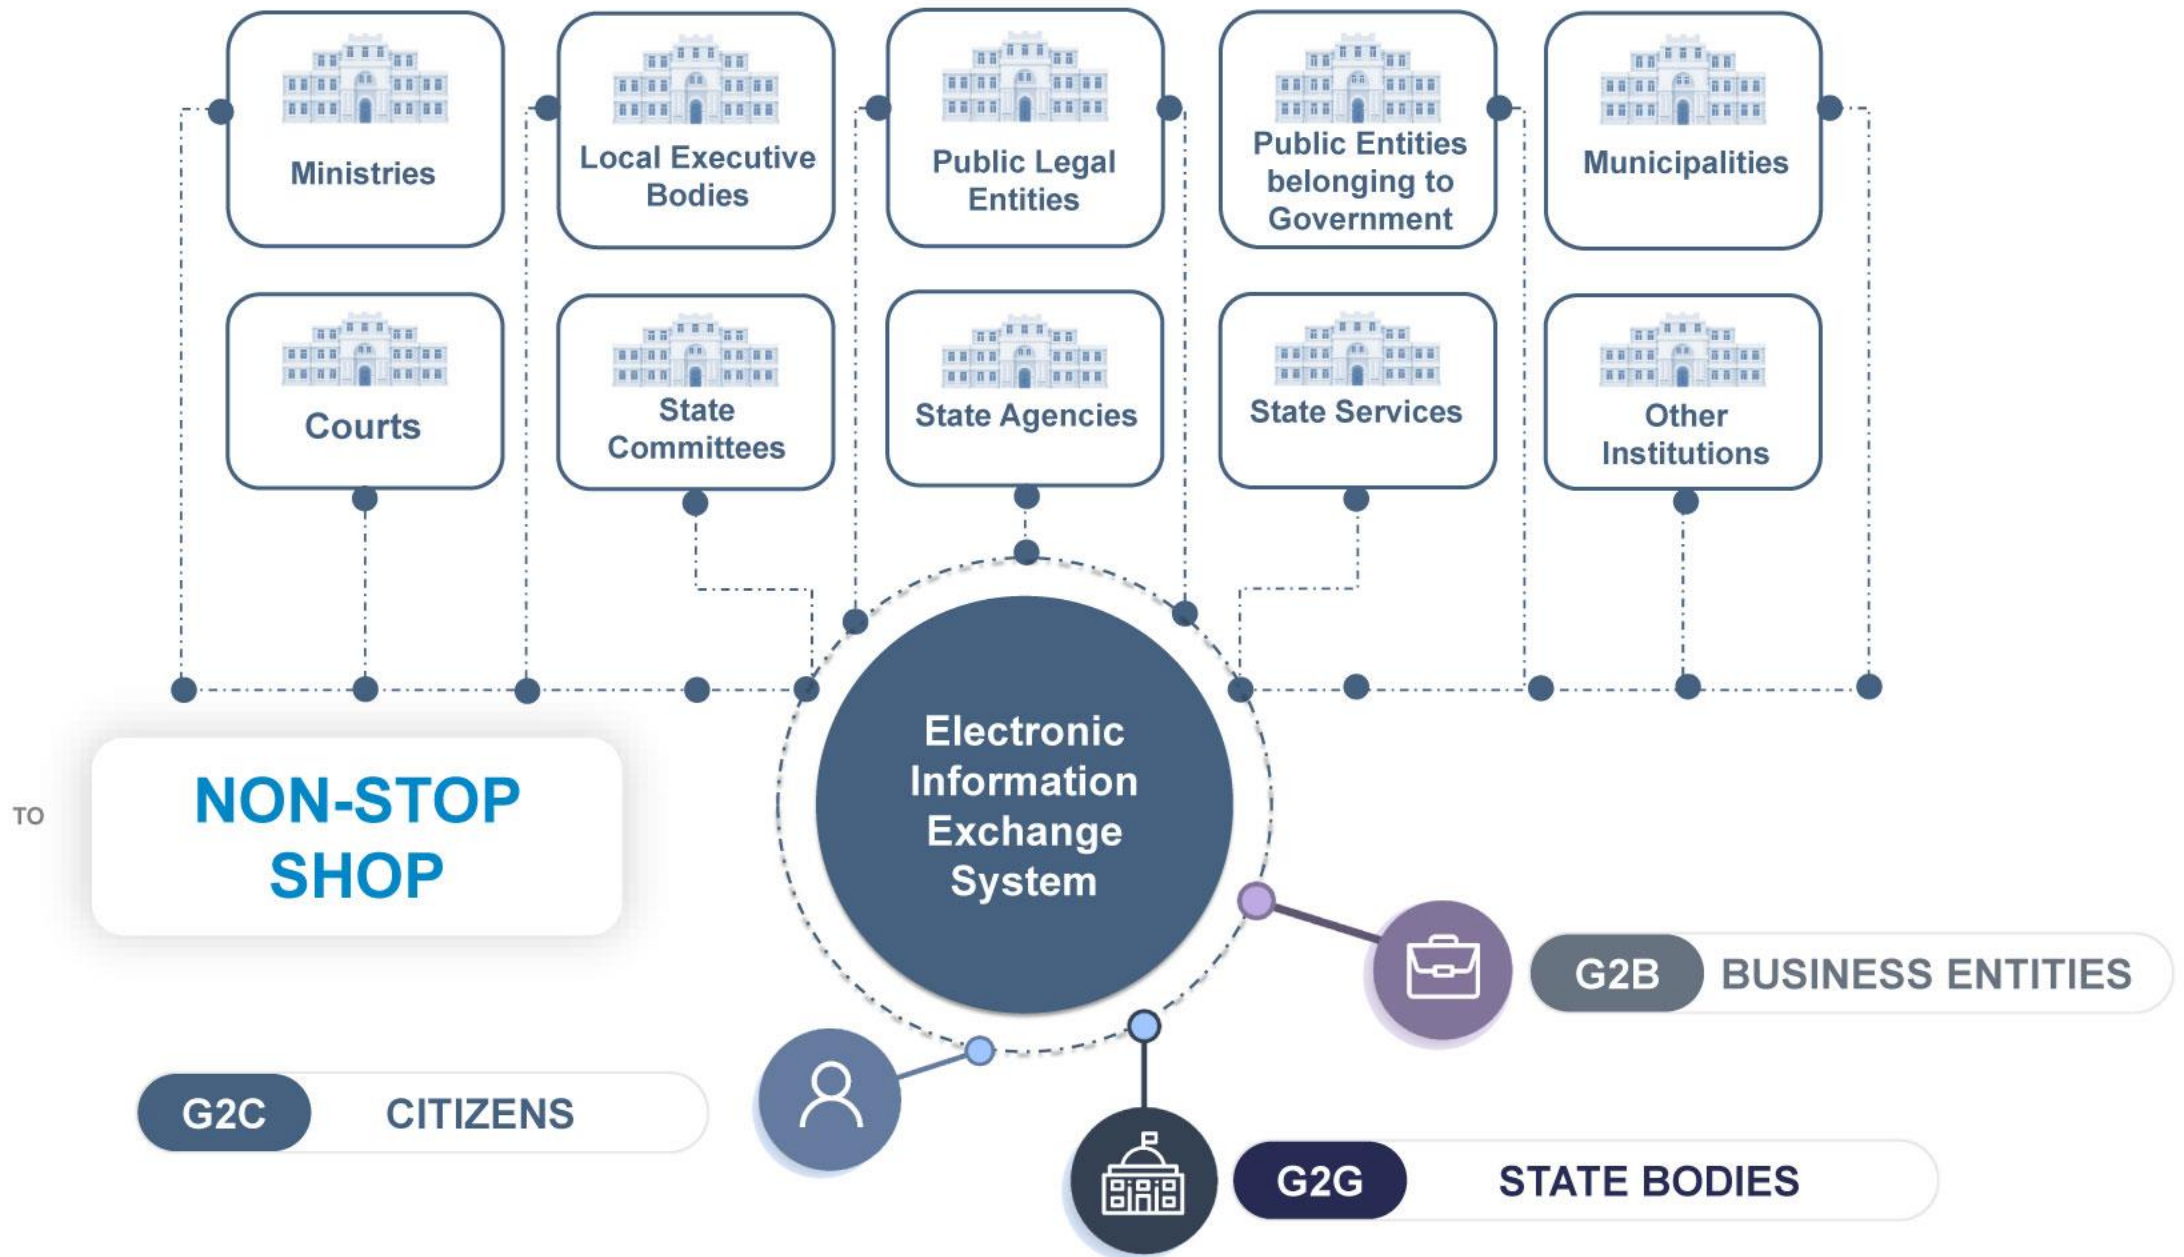 Ministries
Local Executive
Bodies
Public Legal
Entities
Public Entities
belonging to
Government
Municipalities
Courts
State
Committees
State Agencies
State Services
Other
Institutions
TO
NON-STOP
SHOP
Electronic
Information
Exchange
System
G2B
BUSINESS ENTITIES
G2C
CITIZENS
G2G
STATE BODIES